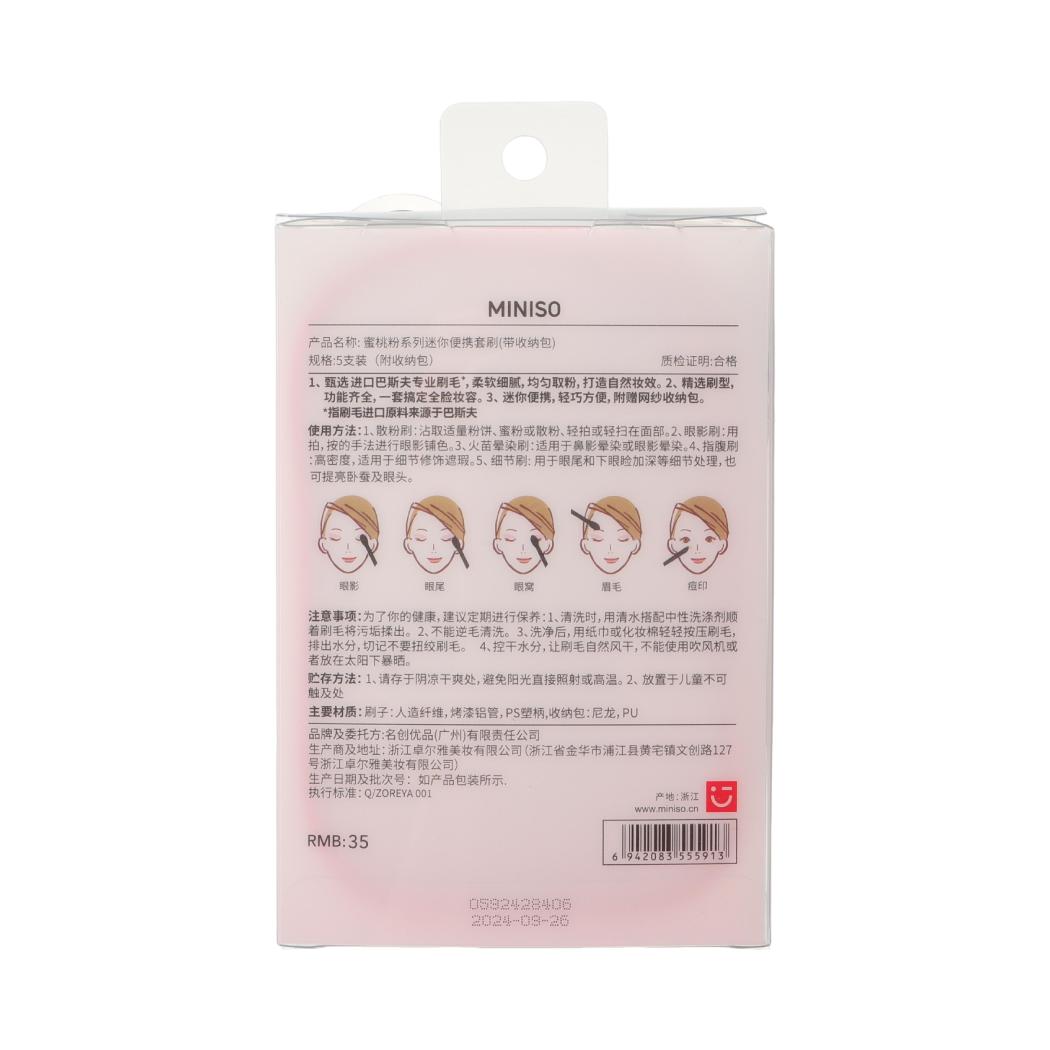 MINISO
产品名称: 蜜桃粉系列迷你便携套刷(带收纳包)
规格:5支装（附收纳包）
质检证明:合格
1、甄选进口巴斯夫专业刷毛*，柔软细腻，均匀取粉，打造自然妆效。2、精选刷型，
功能齐全，一套搞定全脸妆容。3、迷你便携，轻巧方便，附赠网纱收纳包。
*指刷毛进口原料来源于巴斯夫
使用方法:1、散粉刷: 沾取适量粉饼、蜜粉或散粉、轻拍或轻扫在面部。2、眼影刷: 用
拍，按的手法进行眼影铺色。3、火苗晕染刷: 适用于鼻影晕染或眼影晕染。4、指腹刷
:高密度，适用于细节修饰遮瑕。5、细节刷: 用于眼尾和下眼睑加深等细节处理，也
可提亮卧蚕及眼头。
眼影
眼尾
眼窝
眉毛
痘印
注意事项:为了你的健康，建议定期进行保养:1、清洗时，用清水搭配中性洗涤剂顺
着刷毛将污垢揉出。2、不能逆毛清洗。3、洗净后，用纸巾或化妆棉轻轻按压刷毛，
排出水分，切记不要扭绞刷毛。 4、控干水分，让刷毛自然风干，不能使用吹风机或
者放在太阳下暴晒。
贮存方法: 1、请存于阴凉干爽处，避免阳光直接照射或高温。2、放置于儿童不可
触及处
主要材质: 刷子: 人造纤维，烤漆铝管，PS塑柄,收纳包: 尼龙，PU
品牌及委托方:名创优品(广州)有限责任公司
生产商及地址: 浙江卓尔雅美妆有限公司（浙江省金华市浦江县黄宅镇文创路127
号浙江卓尔雅美妆有限公司）
生产日期及批次号: 如产品包装所示.
执行标准: Q/ZOREYA 001
产地: 浙江
www.miniso.cn
RMB: 35
6 942083 555913
0592428406
2024-09-26